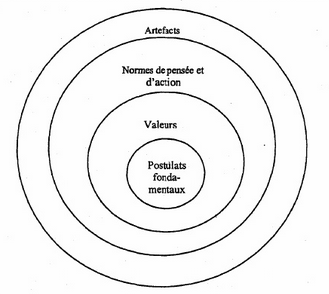 Artefacts
Normes de pensée et
d'action
Valeurs
Postulats
fonda-
mentaux